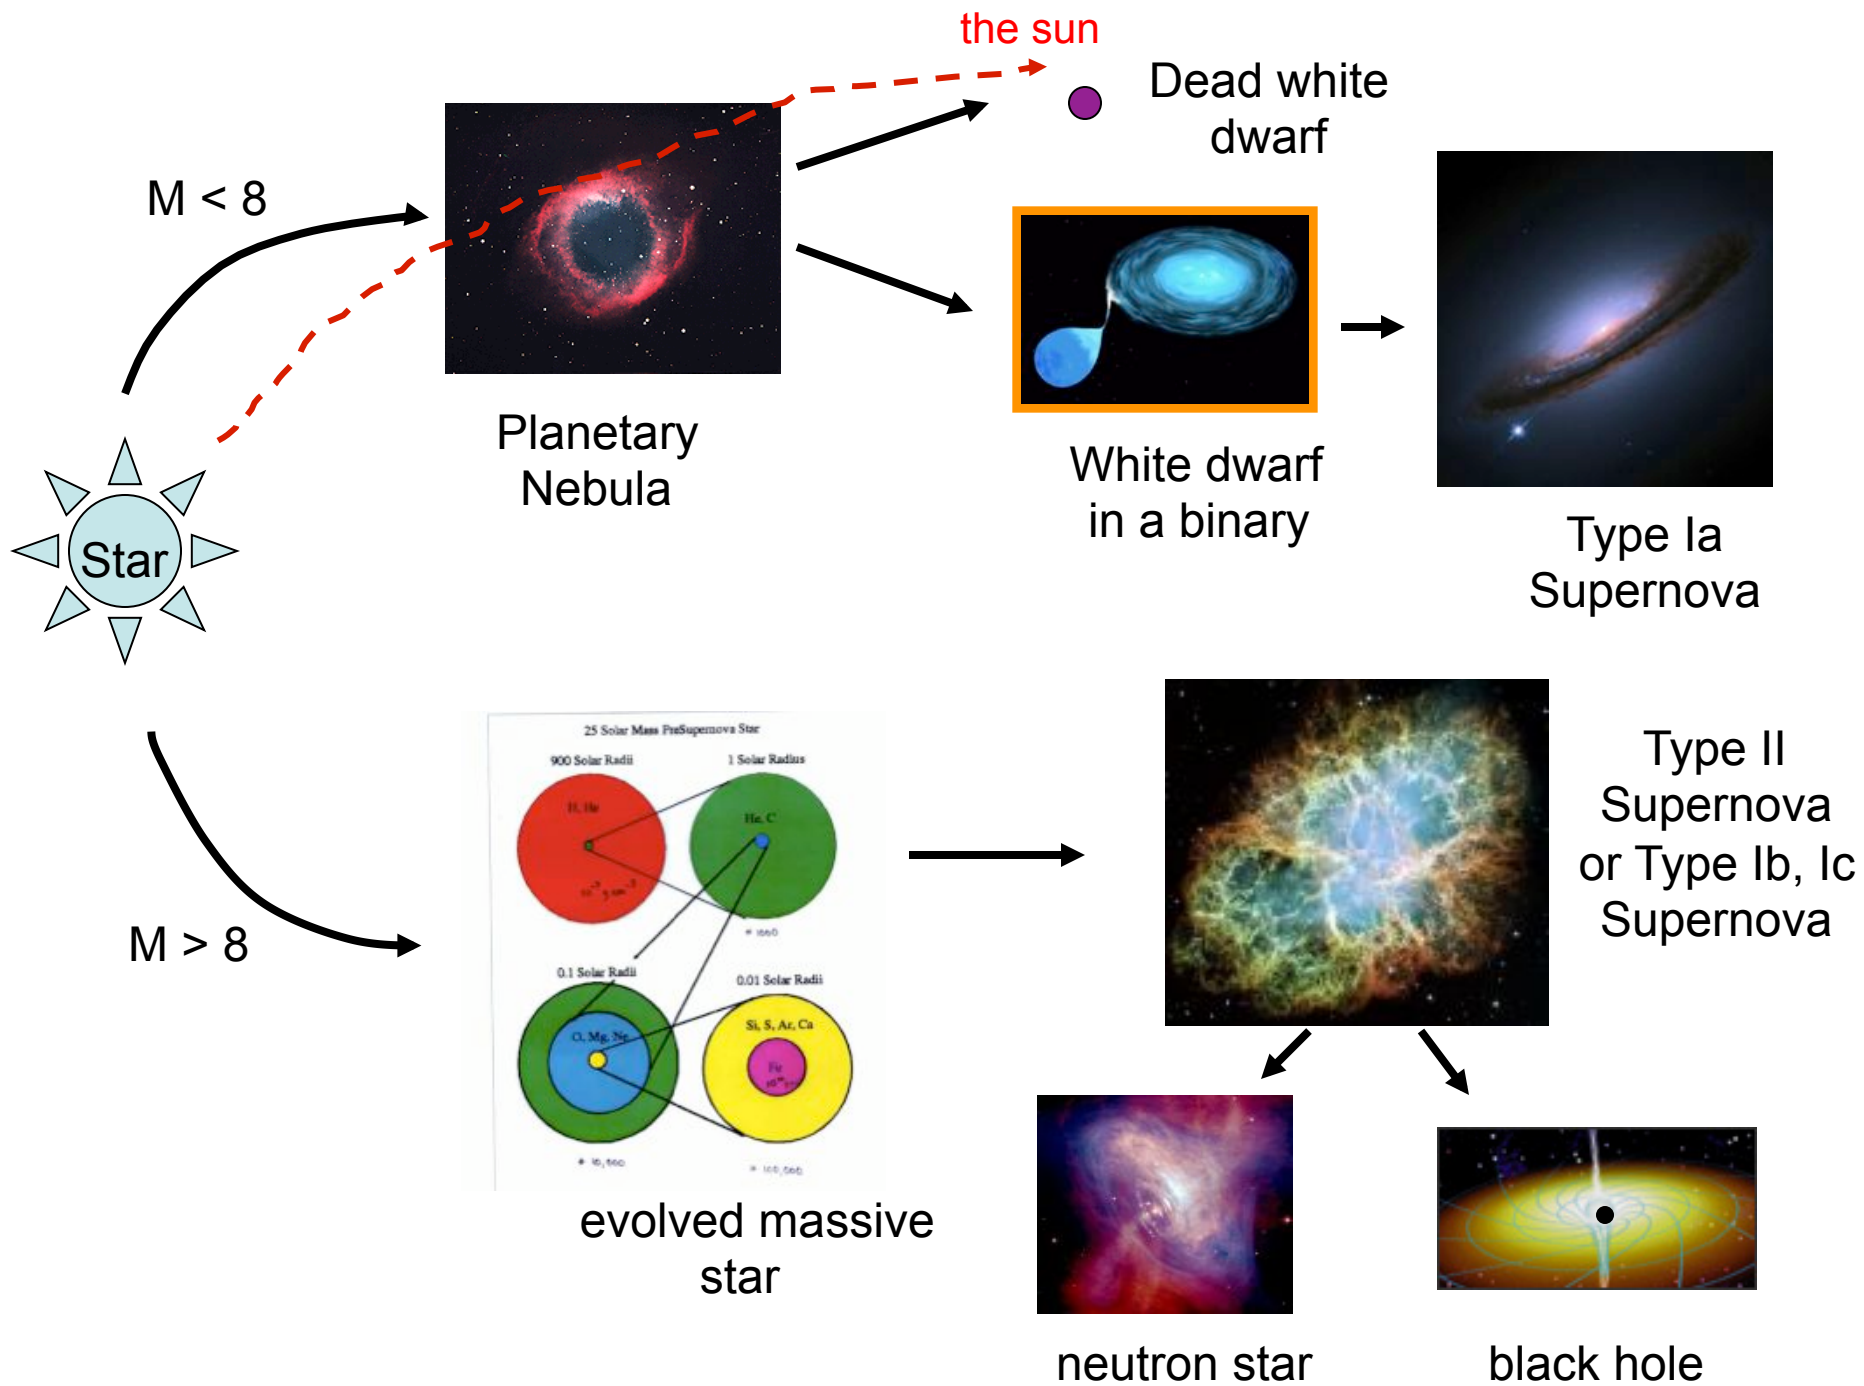 the sun
Dead white
dwarf
M < 8
Planetary
Nebula
White dwarf
in a binary
Type Ia
Supernova
Star
M > 8
25 Solar Mass PreSupernova Star
900 Solar Radii
1 Solar Radius
H, He
He, C
0.1 Solar Radii
0.01 Solar Radii
O, Mg, Ne
Si, S, Ar, Ca
Fe
evolved massive
star
Type II
Supernova
or Type Ib, Ic
Supernova
neutron star
black hole